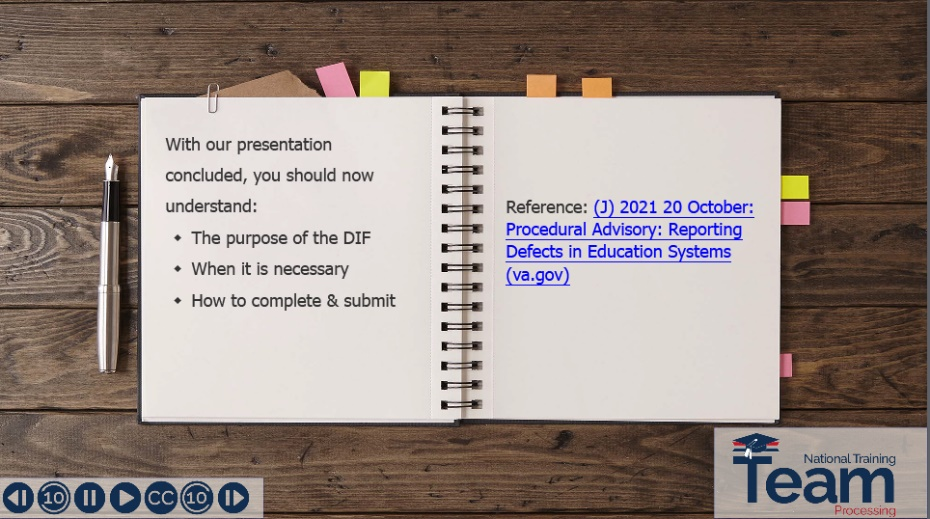 With our presentation
concluded, you should now
understand:
The purpose of the DIF
When it is necessary
How to complete & submit
Reference: (J) 2021 20 October:
Procedural Advisory: Reporting
Defects in Education Systems
(va.gov)
10
CC
10
National Training
Team
Processing